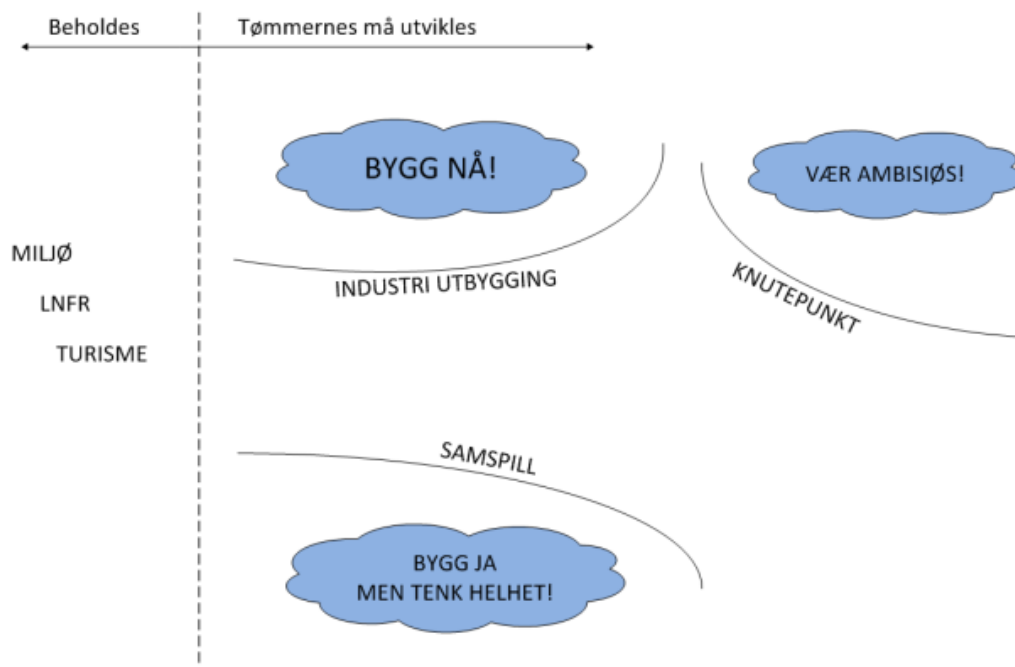 Beholdes
Tømmernes må utvikles
BYGG NÅ!
VÆR AMBISIØS!
MILJØ
INDUSTRI UTBYGGING
KNUTEPUNKT
LNFR
TURISME
SAMSPILL
BYGG JA
MEN TENK HELHET!